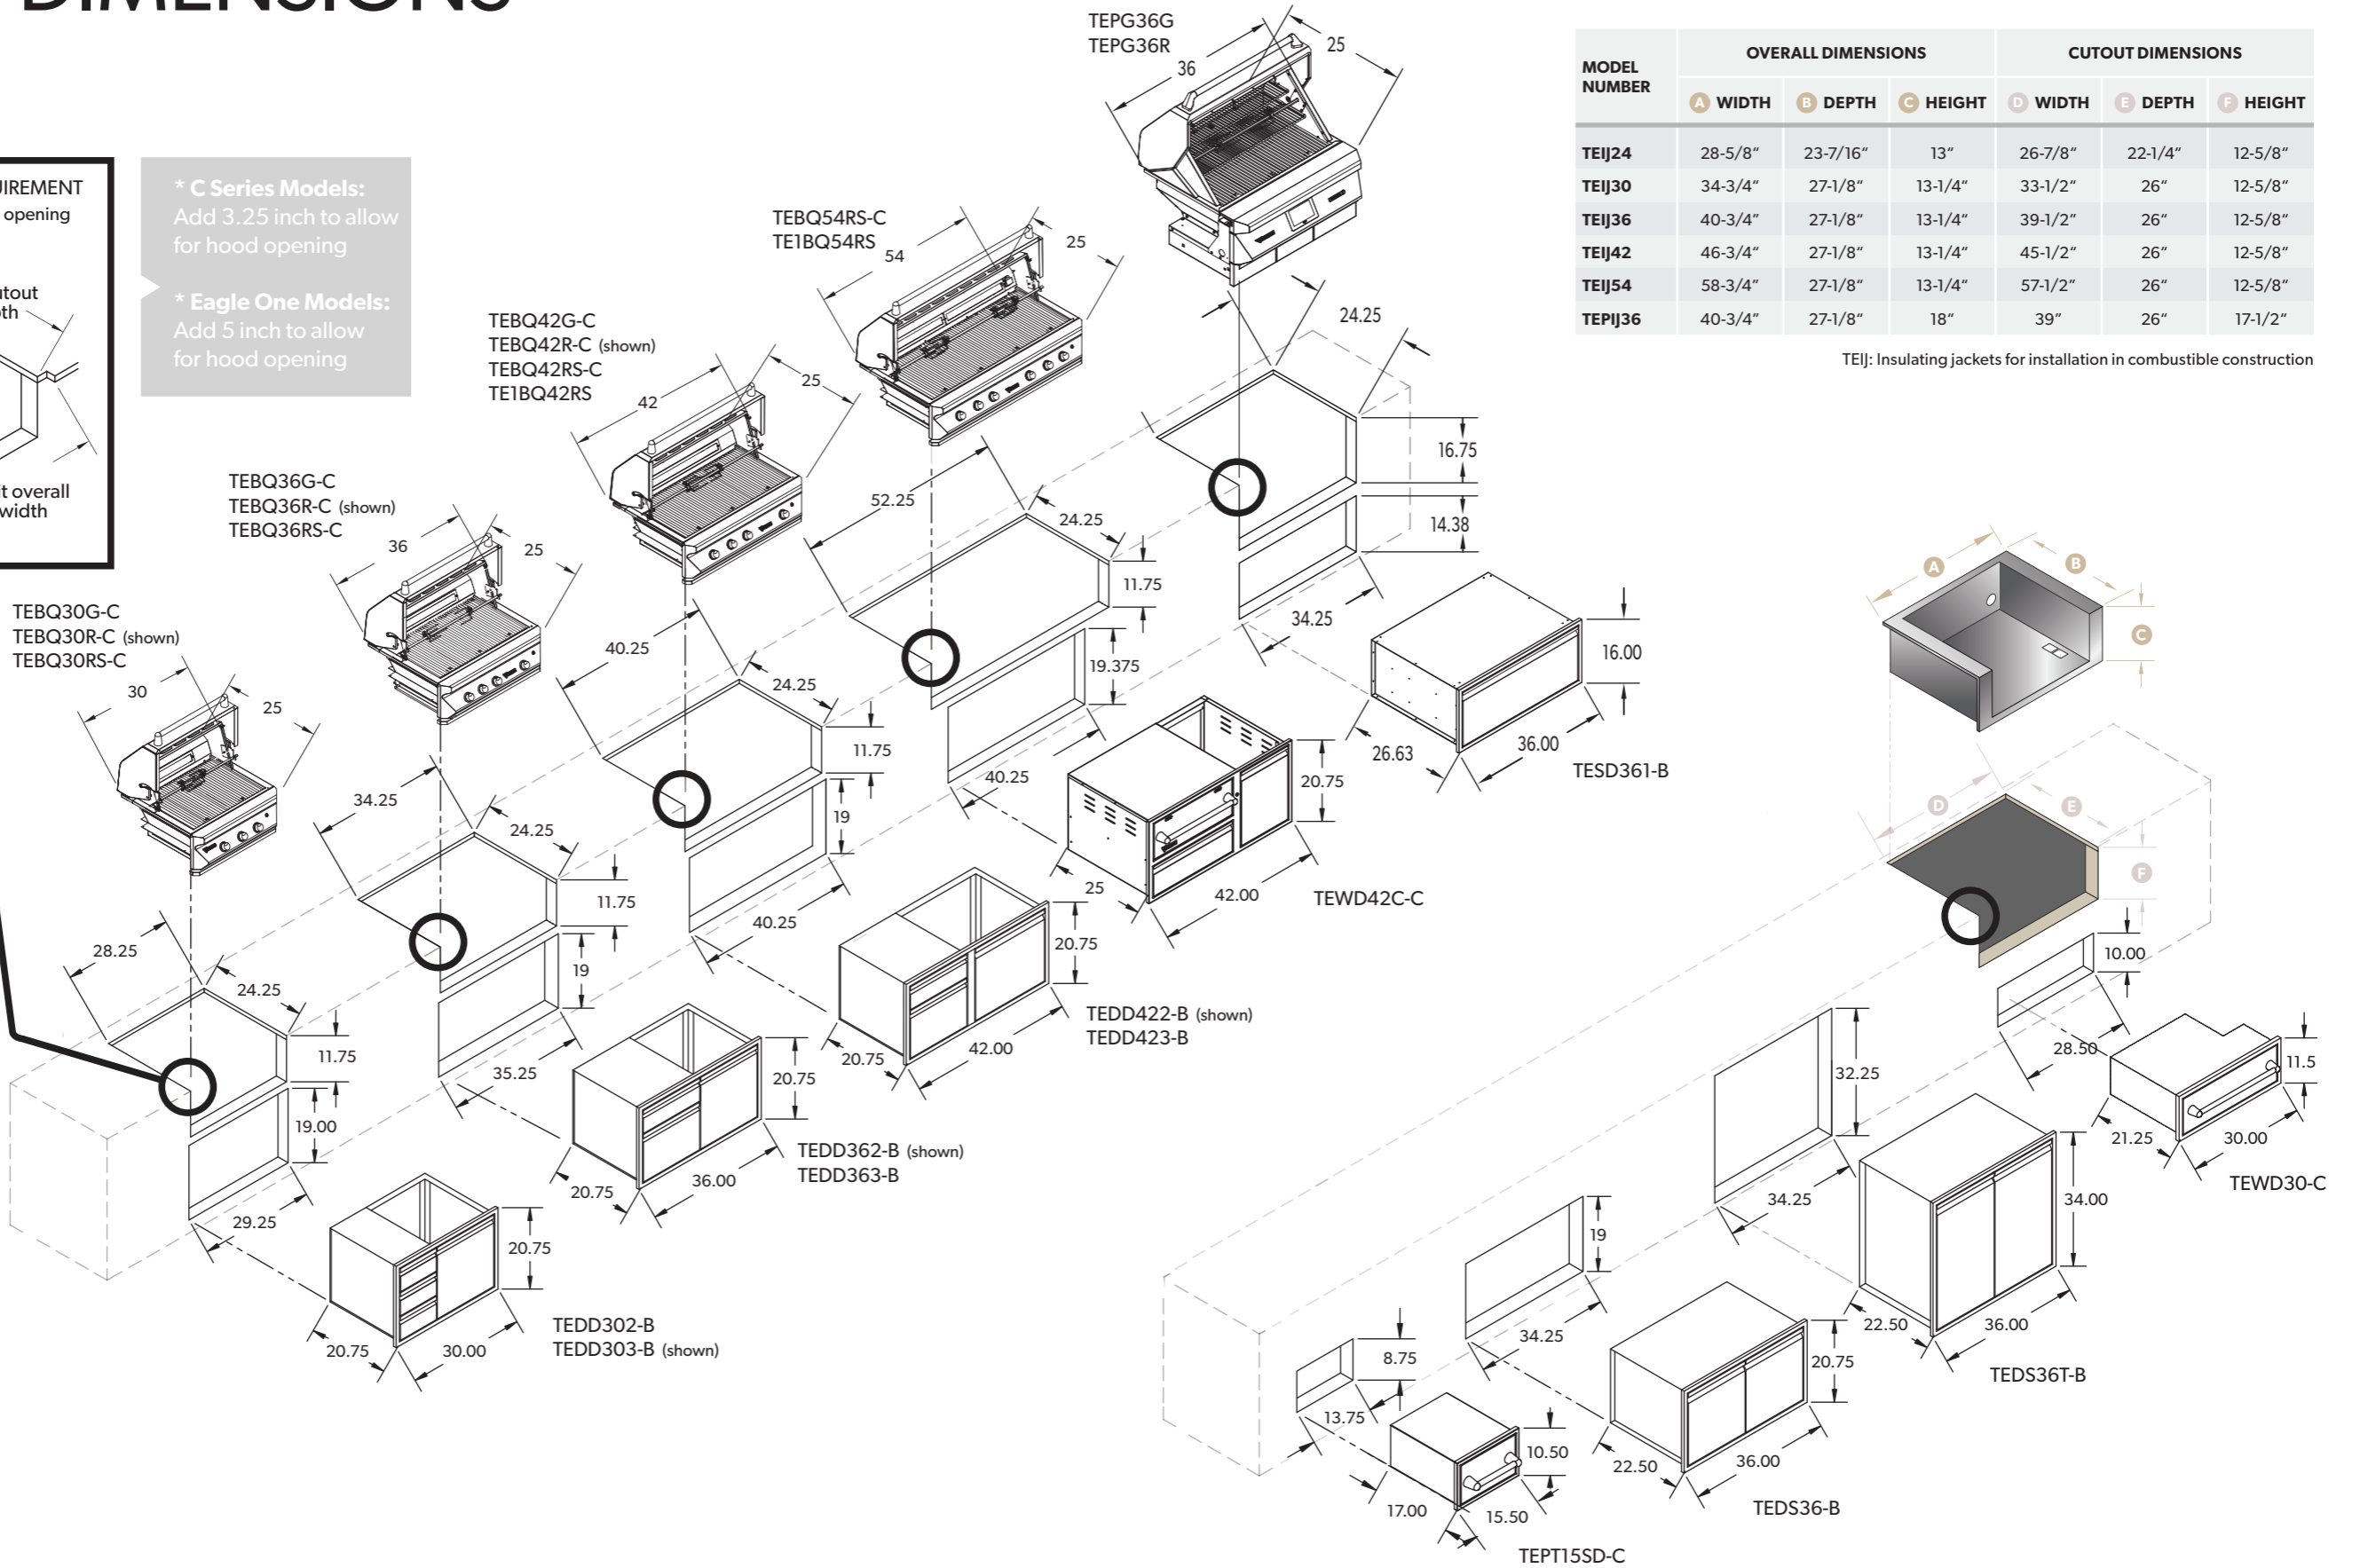 DIMENSIONS
opening
* C Series Models:
Add 3.25 inch to allow
for hood opening
* Eagle One Models:
Add 5 inch to allow
for hood opening
overall
width
TEBQ30G-C
TEBQ30R-C (shown)
TEBQ30RS-C
30
25
28.25
24.25
11.75
19.00
29.25
20.75
20.75
30.00
TEDD302-B
TEDD303-B (shown)
TEBQ36G-C
TEBQ36R-C (shown)
TEBQ36RS-C
36
25
34.25
24.25
11.75
19
35.25
20.75
20.75
36.00
TEDD362-B (shown)
TEDD363-B
TEBQ42G-C
TEBQ42R-C (shown)
TEBQ42RS-C
TE1BQ42RS
42
25
40.25
24.25
11.75
19
40.25
20.75
20.75
42.00
TEDD422-B (shown)
TEDD423-B
TEBQ54RS-C
TE1BQ54RS
54
25
52.25
24.25
11.75
19.375
40.25
20.75
25
42.00
TEWD42C-C
TEPG36G
TEPG36R
36
25
24.25
16.75
14.38
34.25
16.00
26.63
36.00
TESD361-B
MODEL NUMBER OVERALL DIMENSIONS CUTOUT DIMENSIONS
A WIDTH B DEPTH C HEIGHT D WIDTH E DEPTH F HEIGHT
TEIJ24 28-5/8“ 23-7/16“ 13“ 26-7/8“ 22-1/4“ 12-5/8“
TEIJ30 34-3/4“ 27-1/8“ 13-1/4“ 33-1/2“ 26“ 12-5/8“
TEIJ36 40-3/4“ 27-1/8“ 13-1/4“ 39-1/2“ 26“ 12-5/8“
TEIJ42 46-3/4“ 27-1/8“ 13-1/4“ 45-1/2“ 26“ 12-5/8“
TEIJ54 58-3/4“ 27-1/8“ 13-1/4“ 57-1/2“ 26“ 12-5/8“
TEPIJ36 40-3/4“ 27-1/8“ 18“ 39“ 26“ 17-1/2“
TEIJ: Insulating jackets for installation in combustible construction
A
B
C
D
E
F
10.00
28.50
11.5
21.25
30.00
TEWD30-C
32.25
34.25
34.00
22.50
36.00
TEDS36T-B
19
34.25
20.75
22.50
36.00
TEDS36-B
8.75
13.75
10.50
17.00
15.50
TEPT15SD-C